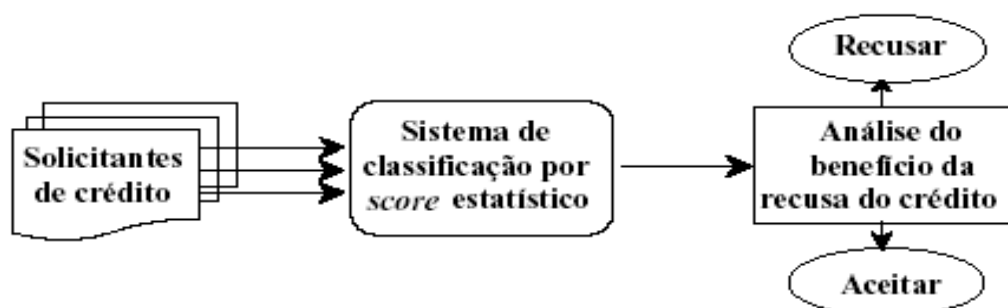 Solicitantes
de crédito
Sistema de
classificação por
score estatístico
Recusar
Análise do
benefício da
recusa do crédito
Aceitar